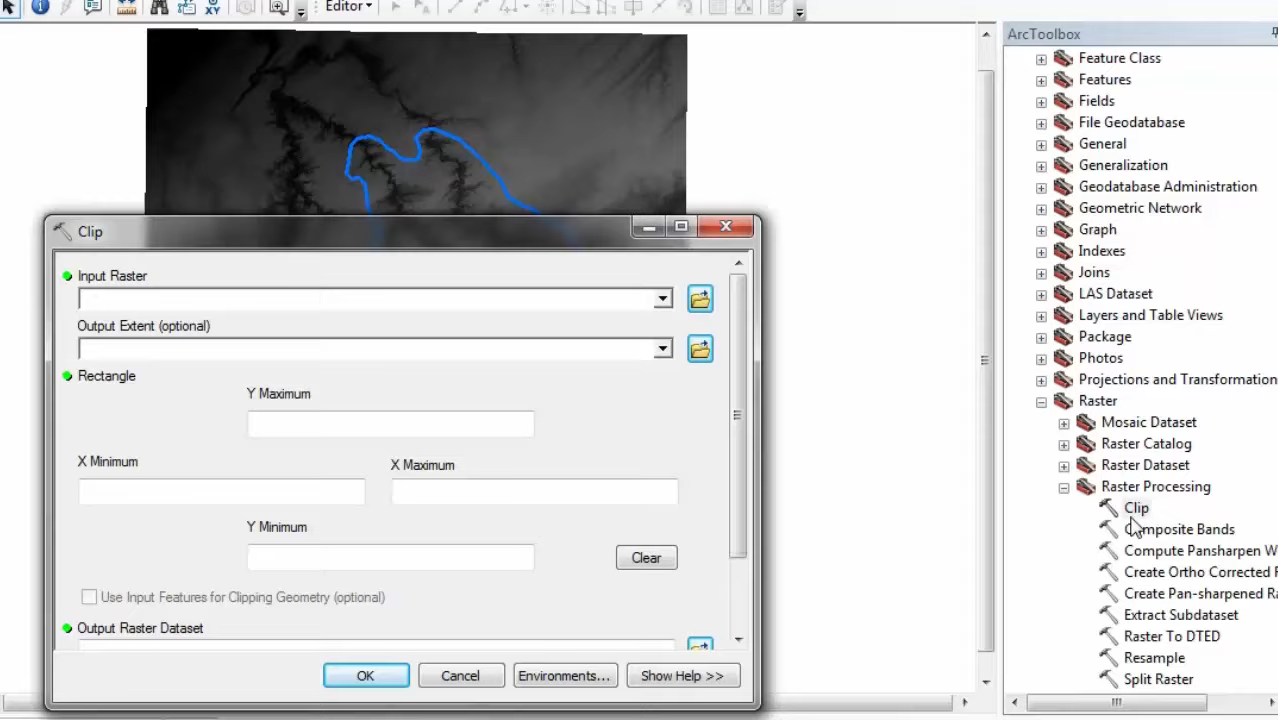 XY
Editor
ArcToolbox
Feature Class
Features
Fields
File Geodatabase
General
Generalization
Geodatabase Administration
Geometric Network
Graph
Indexes
Joins
LAS Dataset
Layers and Table Views
Package
Photos
Projections and Transformation
Raster
Mosaic Dataset
Raster Catalog
Raster Dataset
Raster Processing
Clip
Composite Bands
Compute Pansharpen W
Create Ortho Corrected
Create Pan-sharpened Ra
Extract Subdataset
Raster To DTED
Resample
Split Raster
Clip
Input Raster
Output Extent (optional)
Rectangle
Y Maximum
X Minimum X Maximum
Y Minimum
Clear
Use Input Features for Clipping Geometry (optional)
Output Raster Dataset
OK Cancel Environments... Show Help >>